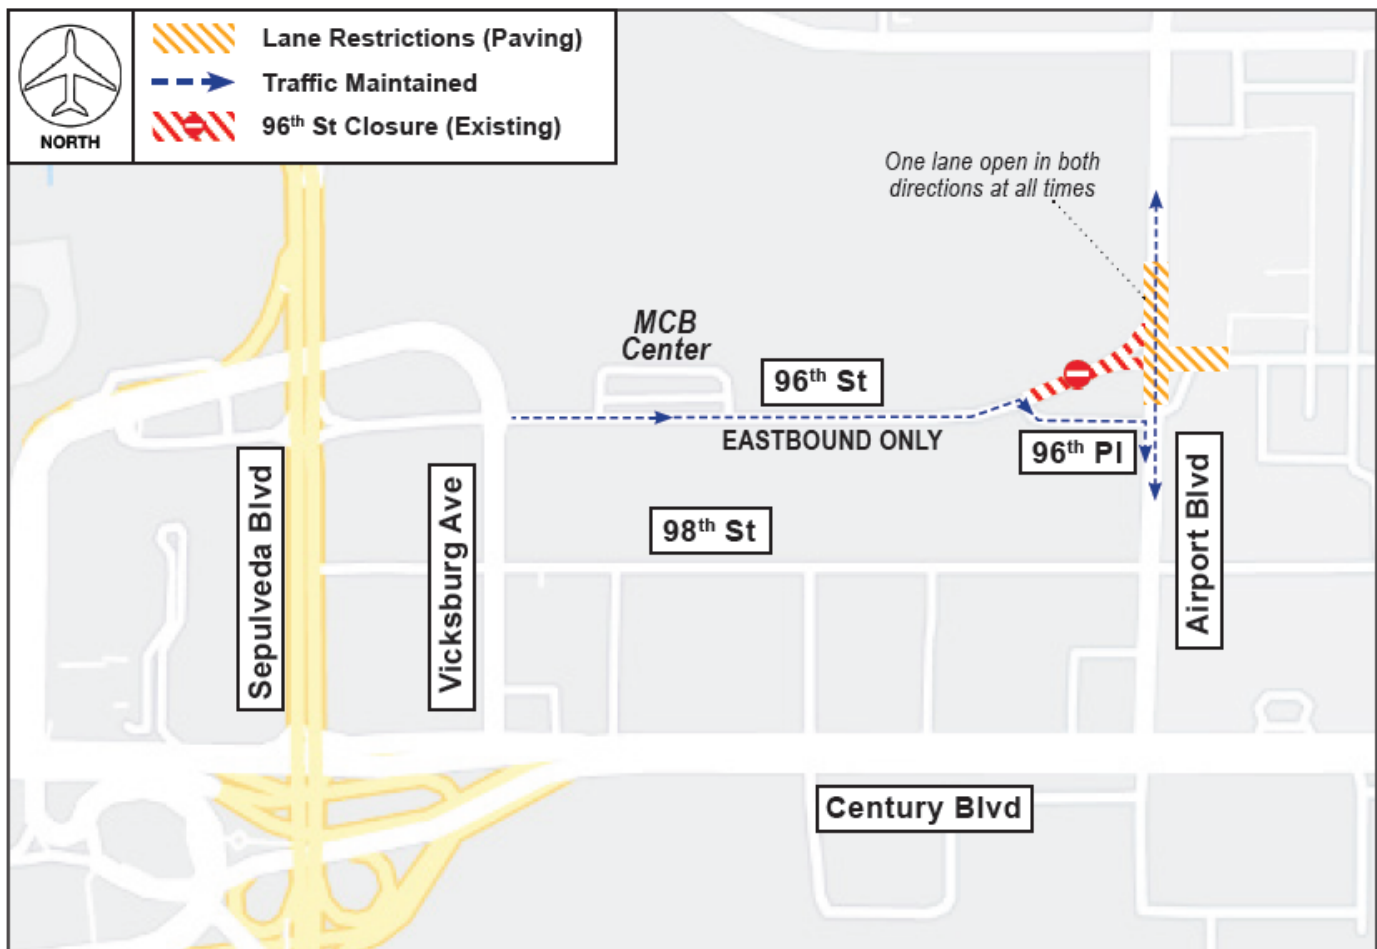 NORTH
Lane Restrictions (Paving)
Traffic Maintained
96th St Closure (Existing)
One lane open in both
directions at all times
MCB
Center
96th St
EASTBOUND ONLY
96th Pl
98th St
Sepulveda Blvd
Vicksburg Ave
Airport Blvd
Century Blvd